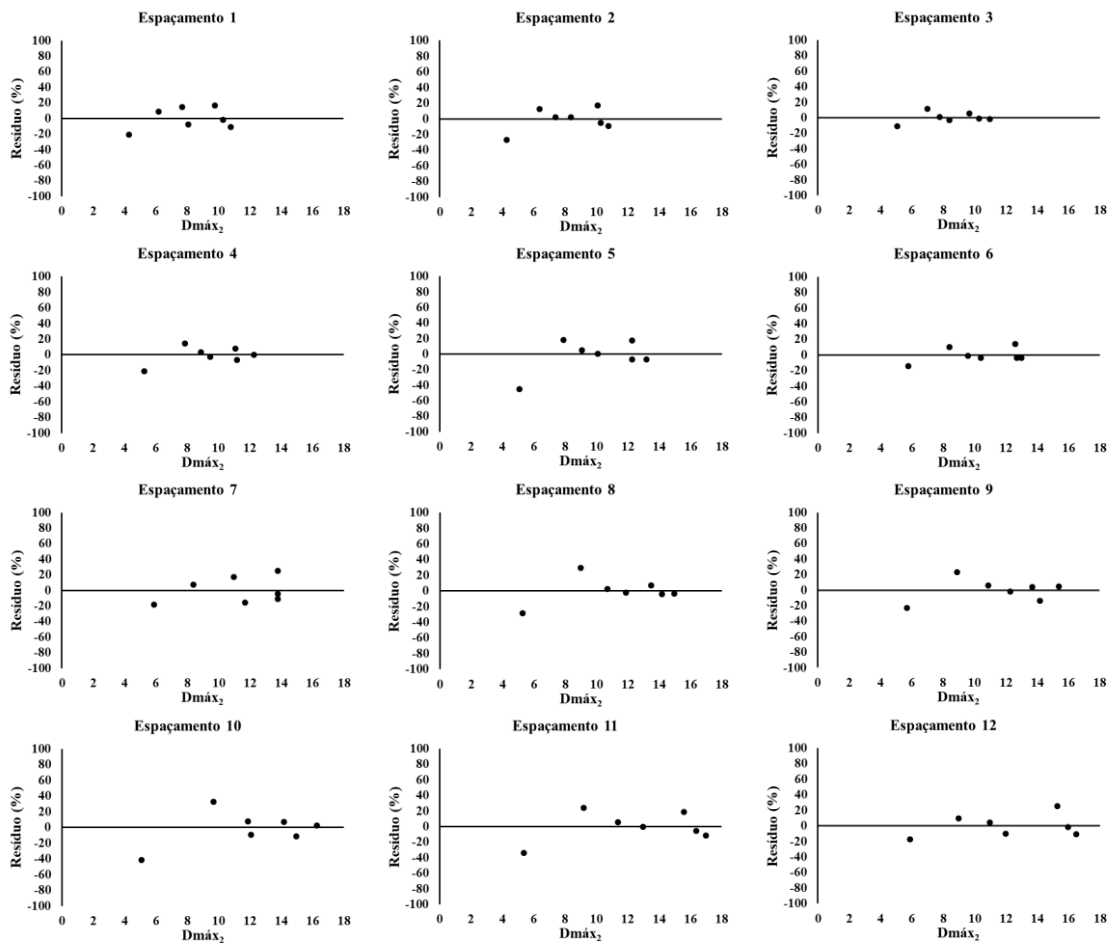 Espaçamento 1
Resíduo (%)
100
80
60
40
20
0
-20
-40
-60
-80
-100
0 2 4 6 8 10 12 14 16 18
Dmáx₂
Espaçamento 2
Resíduo (%)
100
80
60
40
20
0
-20
-40
-60
-80
-100
0 2 4 6 8 10 12 14 16 18
Dmáx₂
Espaçamento 3
Resíduo (%)
100
80
60
40
20
0
-20
-40
-60
-80
-100
0 2 4 6 8 10 12 14 16 18
Dmáx₂
Espaçamento 4
Resíduo (%)
100
80
60
40
20
0
-20
-40
-60
-80
-100
0 2 4 6 8 10 12 14 16 18
Dmáx₂
Espaçamento 5
Resíduo (%)
100
80
60
40
20
0
-20
-40
-60
-80
-100
0 2 4 6 8 10 12 14 16 18
Dmáx₂
Espaçamento 6
Resíduo (%)
100
80
60
40
20
0
-20
-40
-60
-80
-100
0 2 4 6 8 10 12 14 16 18
Dmáx₂
Espaçamento 7
Resíduo (%)
100
80
60
40
20
0
-20
-40
-60
-80
-100
0 2 4 6 8 10 12 14 16 18
Dmáx₂
Espaçamento 8
Resíduo (%)
100
80
60
40
20
0
-20
-40
-60
-80
-100
0 2 4 6 8 10 12 14 16 18
Dmáx₂
Espaçamento 9
Resíduo (%)
100
80
60
40
20
0
-20
-40
-60
-80
-100
0 2 4 6 8 10 12 14 16 18
Dmáx₂
Espaçamento 10
Resíduo (%)
100
80
60
40
20
0
-20
-40
-60
-80
-100
0 2 4 6 8 10 12 14 16 18
Dmáx₂
Espaçamento 11
Resíduo (%)
100
80
60
40
20
0
-20
-40
-60
-80
-100
0 2 4 6 8 10 12 14 16 18
Dmáx₂
Espaçamento 12
Resíduo (%)
100
80
60
40
20
0
-20
-40
-60
-80
-100
0 2 4 6 8 10 12 14 16 18
Dmáx₂